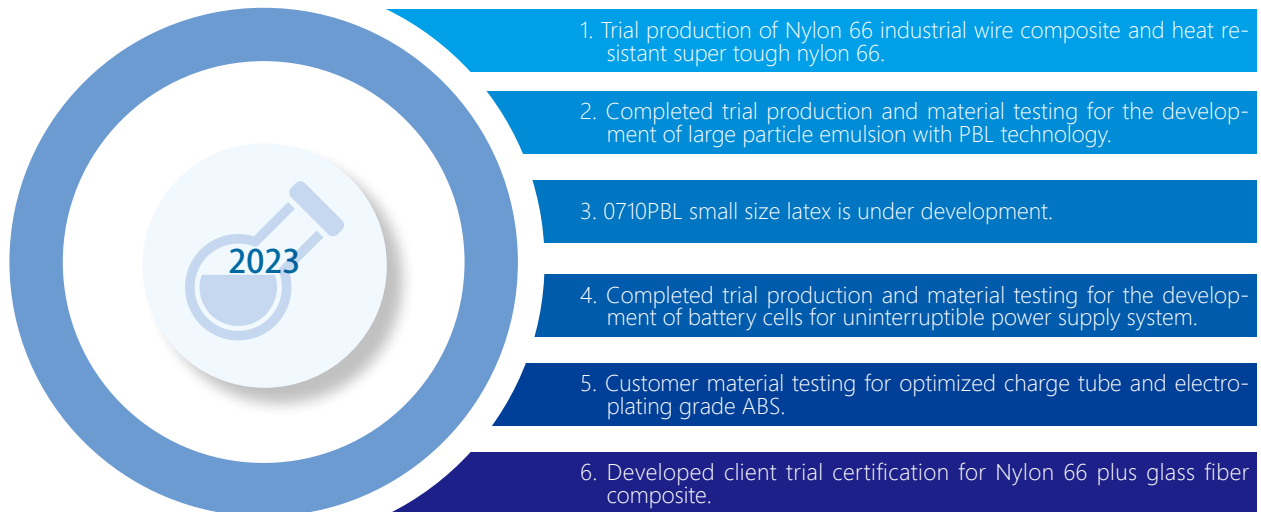 1. Trial production of Nylon 66 industrial wire composite and heat re-
sistant super tough nylon 66.
2. Completed trial production and material testing for the develop-
ment of large particle emulsion with PBL technology.
3. 0710PBL small size latex is under development.
2023
4. Completed trial production and material testing for the develop-
ment of battery cells for uninterruptible power supply system.
5. Customer material testing for optimized charge tube and electro-
plating grade ABS.
6. Developed client trial certification for Nylon 66 plus glass fiber
composite.